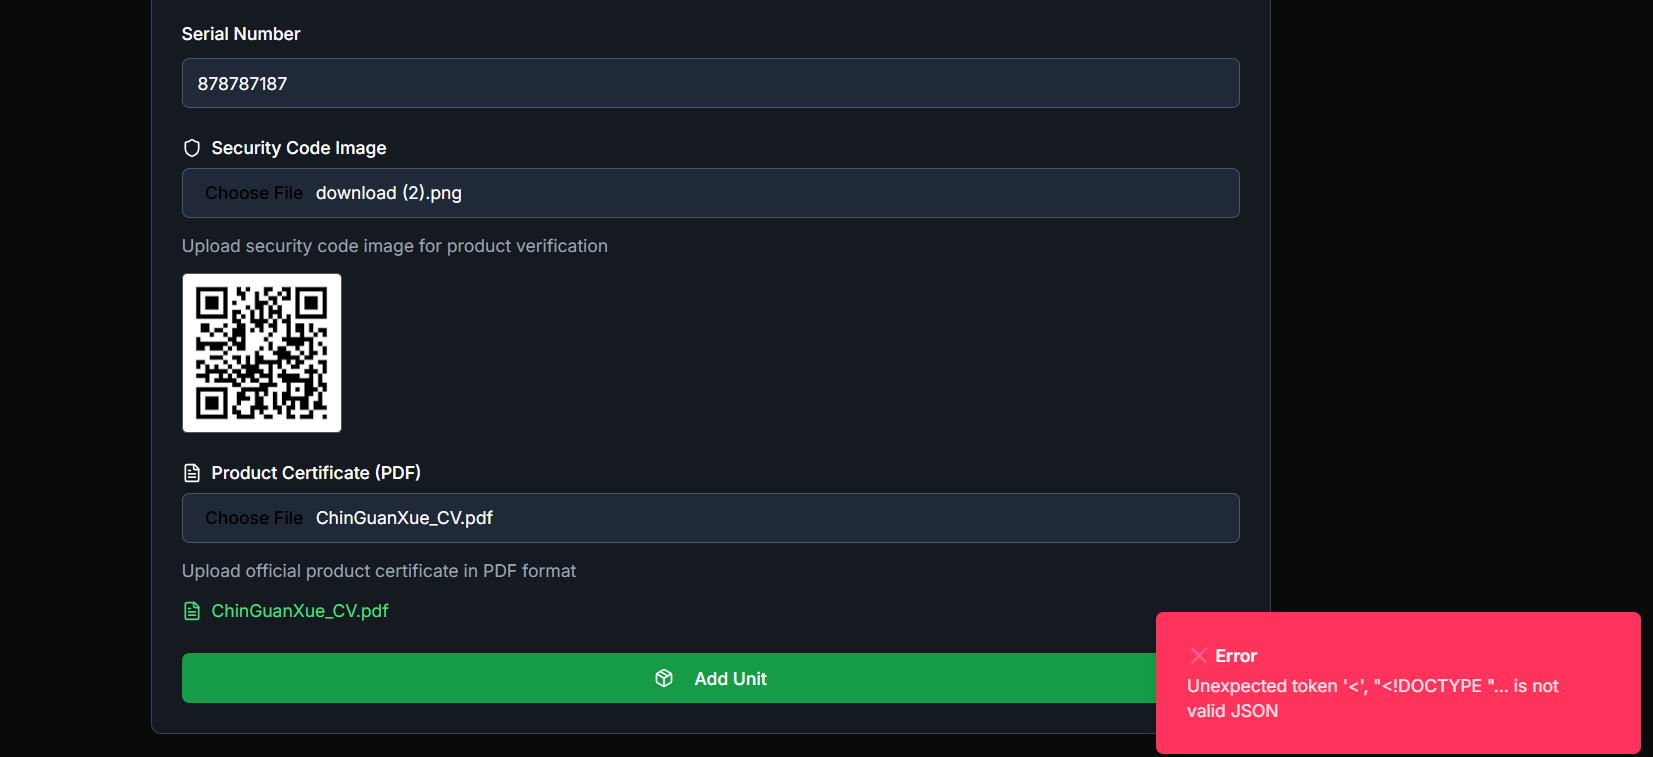 Serial Number
878787187
Security Code Image
Choose File download (2).png
Upload security code image for product verification
Product Certificate (PDF)
Choose File ChinGuanXue_CV.pdf
Upload official product certificate in PDF format
ChinGuanXue_CV.pdf
Add Unit
❌ Error
Unexpected token '<', "<!DOCTYPE "... is not
valid JSON